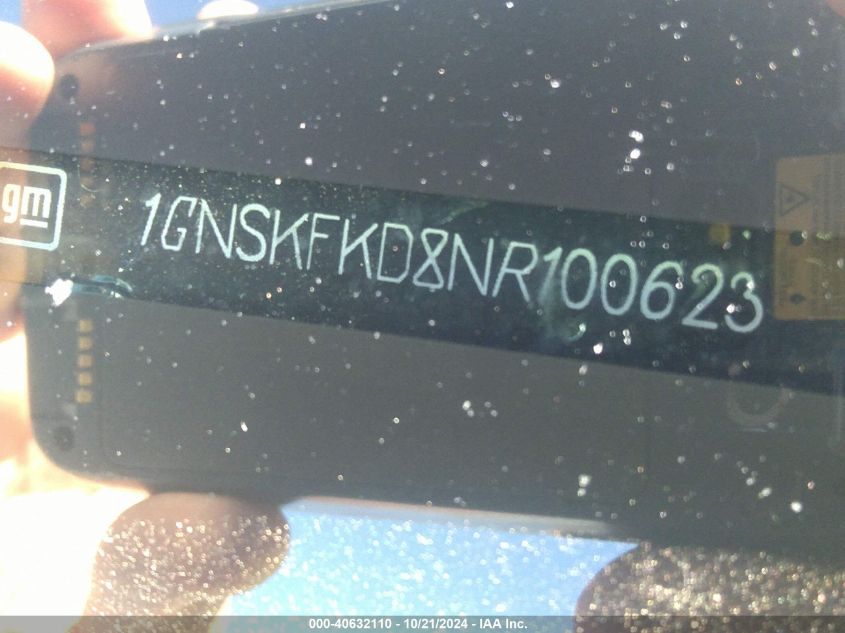 gm
1GNSKFKD8NR100623
000-40632110 - 10/21/2024 - IAA Inc.